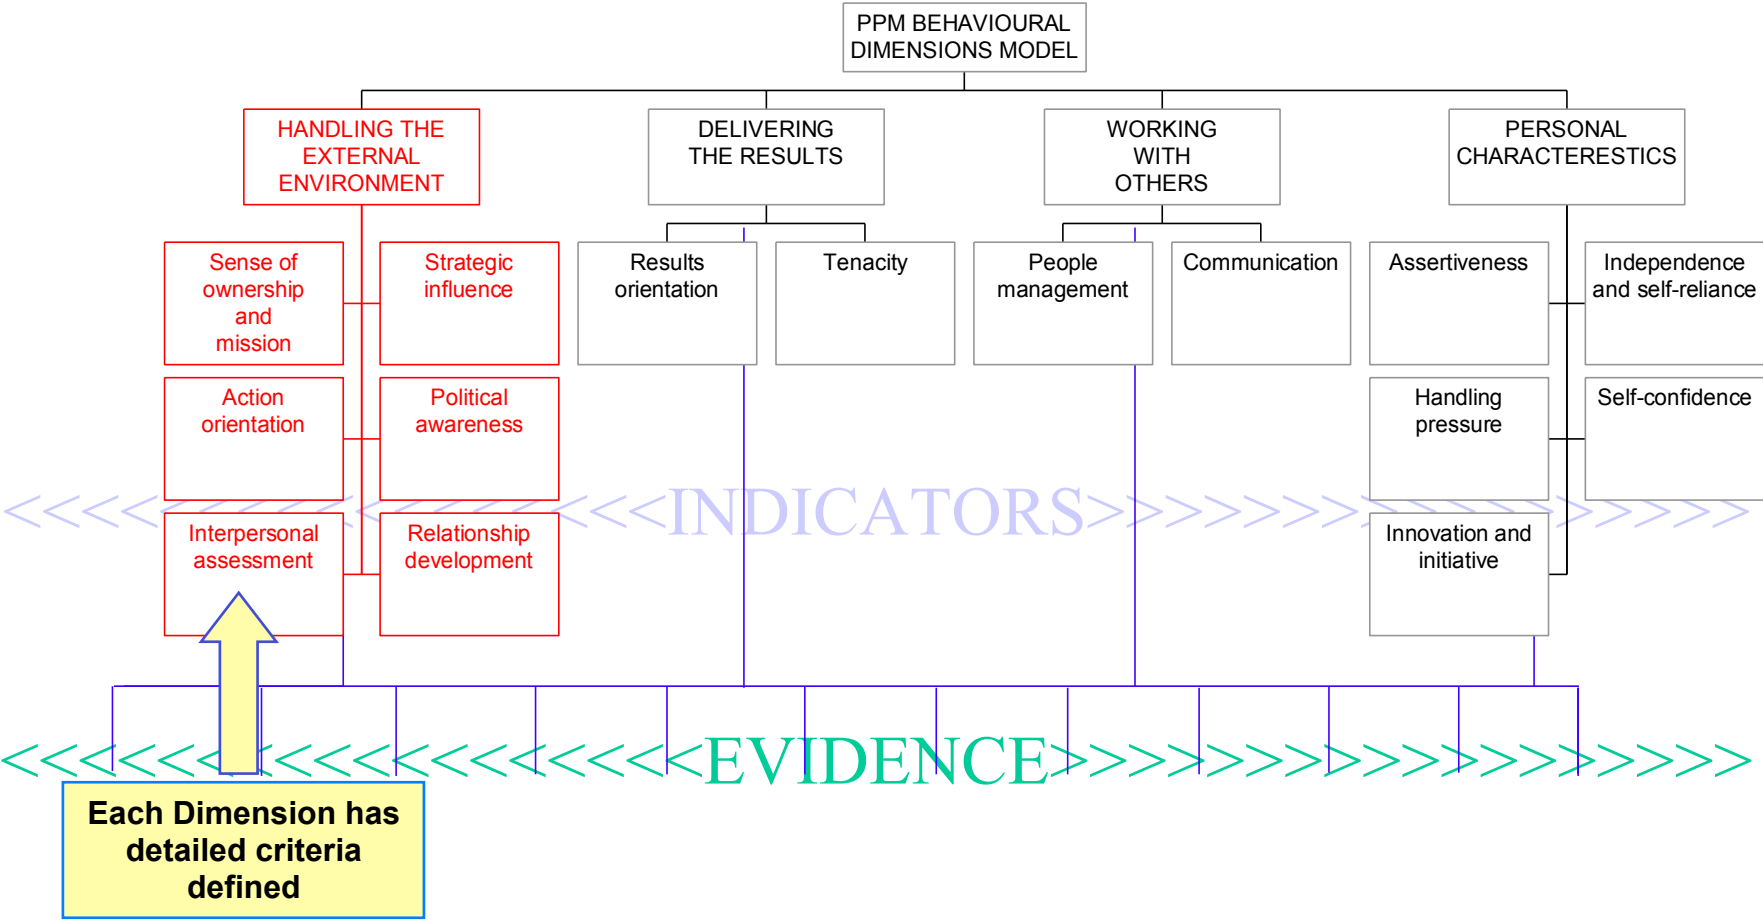 PPM BEHAVIOURAL
DIMENSIONS MODEL
HANDLING THE
EXTERNAL
ENVIRONMENT
DELIVERING
THE RESULTS
WORKING
WITH
OTHERS
PERSONAL
CHARACTERESTICS
Sense of
ownership
and
mission
Strategic
influence
Results
orientation
Tenacity
People
management
Communication
Assertiveness
Independence
and self-reliance
Action
orientation
Political
awareness
Handling
pressure
Self-confidence
<<<<<<<<<<<<<<<<<INDICATORS>>>>>>>>>>>>>>>>>
Interpersonal
assessment
Relationship
development
Innovation and
initiative
<<<<<<<<<<<<<<<<<<EVIDENCE>>>>>>>>>>>>>>>>>>
Each Dimension has
detailed criteria
defined